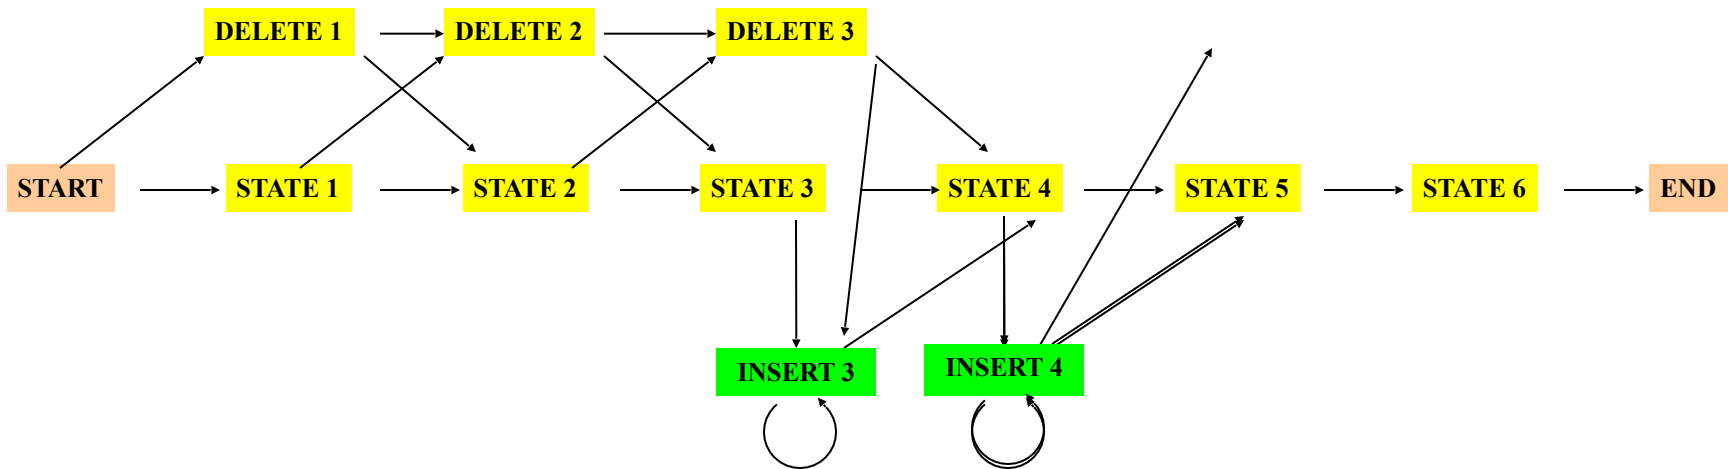 DELETE 1
DELETE 2
DELETE 3
START
STATE 1
STATE 2
STATE 3
STATE 4
STATE 5
STATE 6
END
INSERT 3
INSERT 4